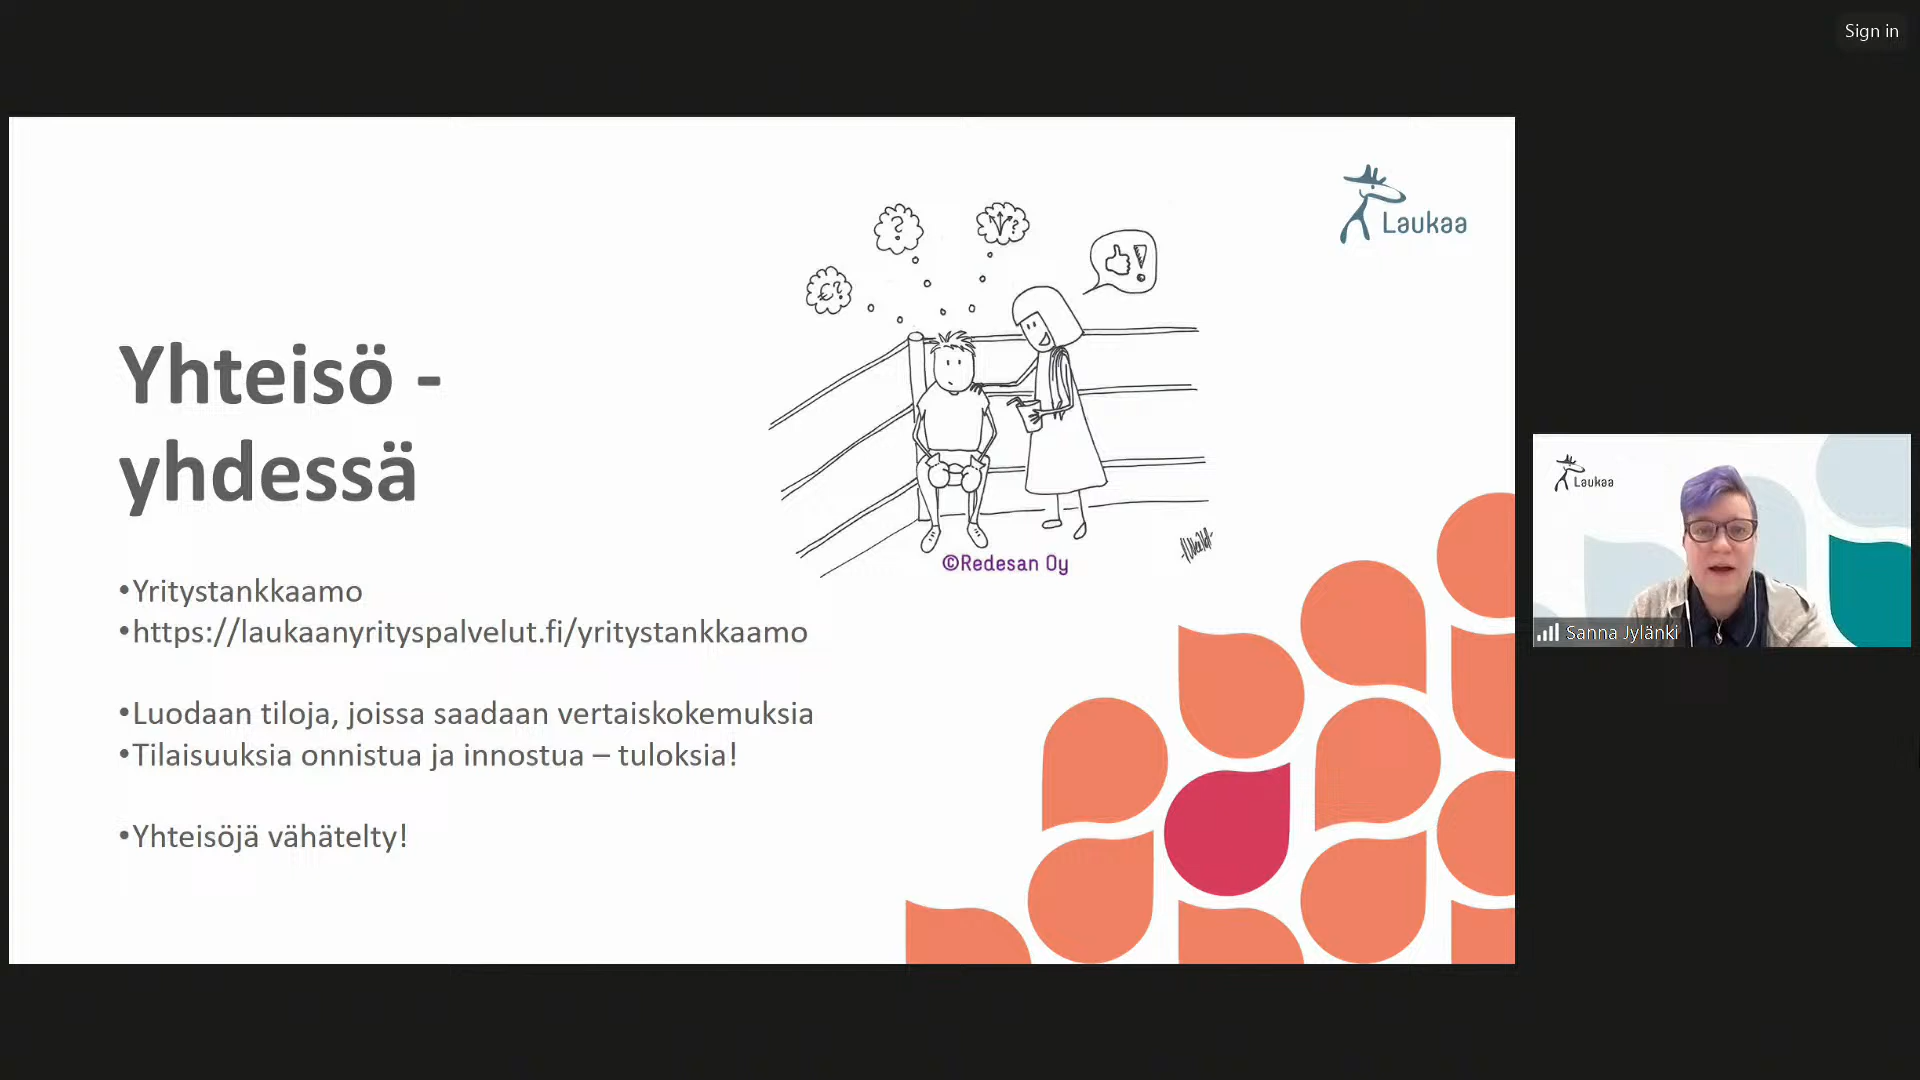 Sign in
Laukaa
€?
?
?
!
Yhteisö -
yhdessä
©Redesan Oy
•Yritystankkaamo
•https://laukaanyrityspalvelut.fi/yritystankkaamo
•Luodaan tiloja, joissa saadaan vertaiskokemuksia
•Tilaisuuksia onnistua ja innostua – tuloksia!
•Yhteisöjä vähätelty!
Laukaa
Sanna Jylänki